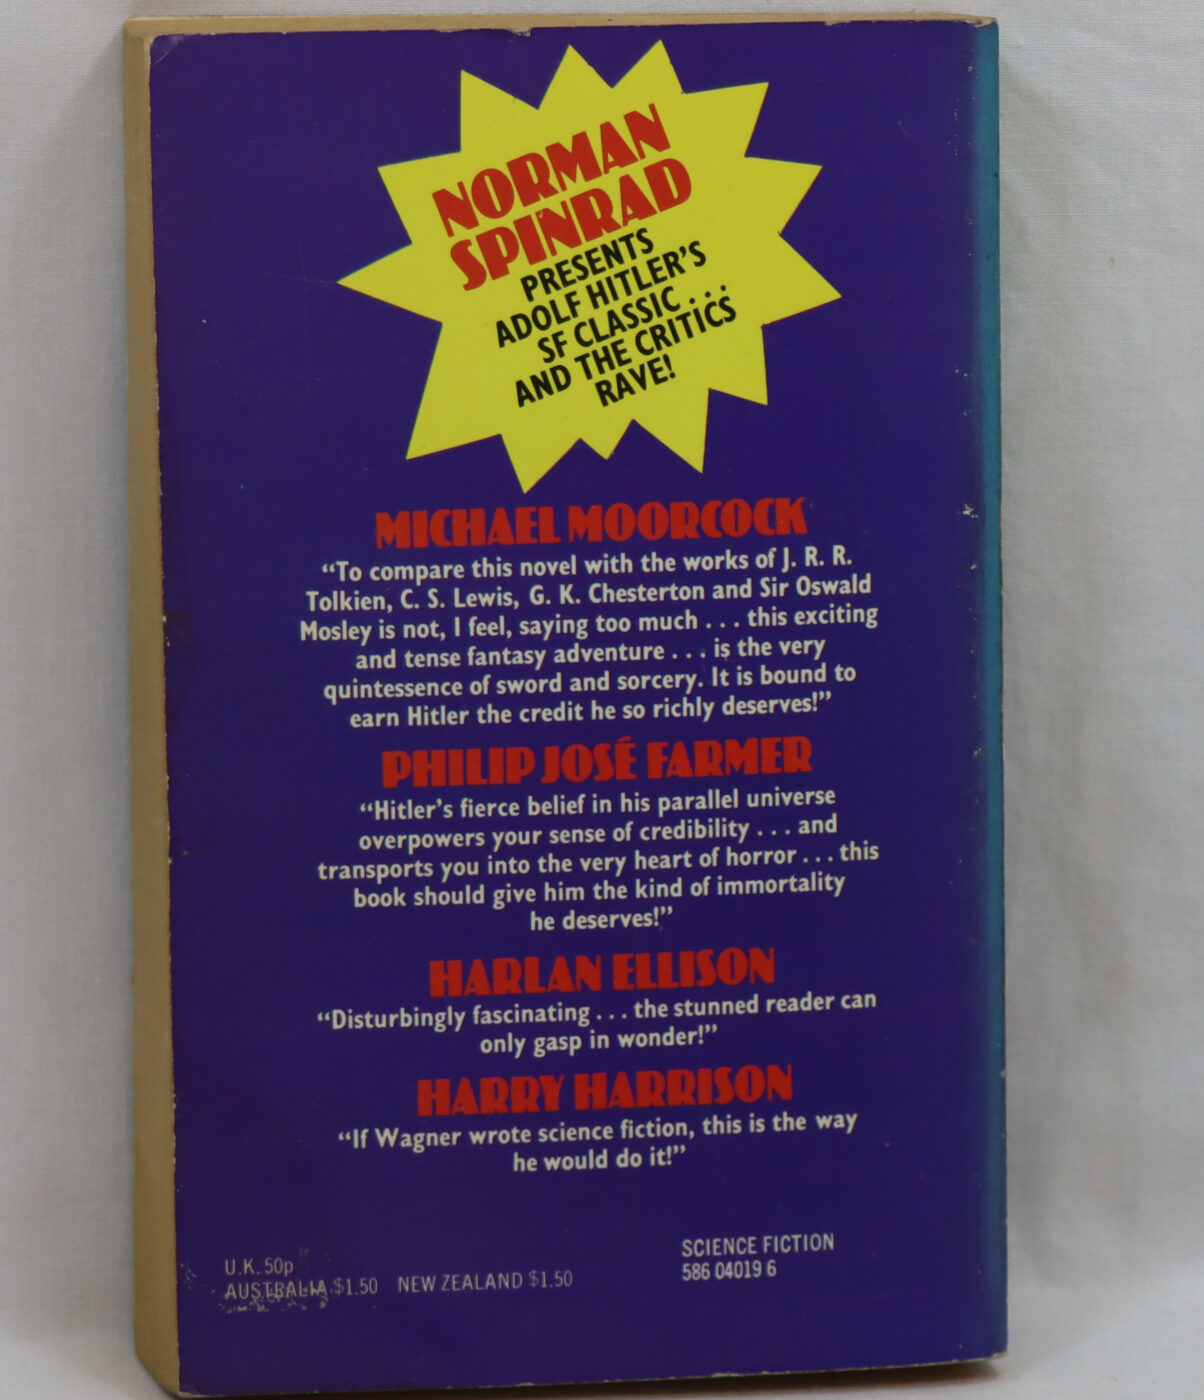 NORMAN
SPINRAD
PRESENTS
ADOLF HITLER'S
SF CLASSIC...
AND THE CRITICS
RAVE!
MICHAEL MOORCOCK
“To compare this novel with the works of J. R. R.
Tolkien, C. S. Lewis, G. K. Chesterton and Sir Oswald
Mosley is not, I feel, saying too much . . . this exciting
and tense fantasy adventure . . . is the very
quintessence of sword and sorcery. It is bound to
earn Hitler the credit he so richly deserves!”
PHILIP JOSÉ FARMER
“Hitler’s fierce belief in his parallel universe
overpowers your sense of credibility . . . and
transports you into the very heart of horror . . . this
book should give him the kind of immortality
he deserves!”
HARLAN ELLISON
“Disturbingly fascinating . . . the stunned reader can
only gasp in wonder!”
HARRY HARRISON
“If Wagner wrote science fiction, this is the way
he would do it!”
U.K. 50p
AUSTRALIA $1.50 NEW ZEALAND $1.50
SCIENCE FICTION
586 04019 6